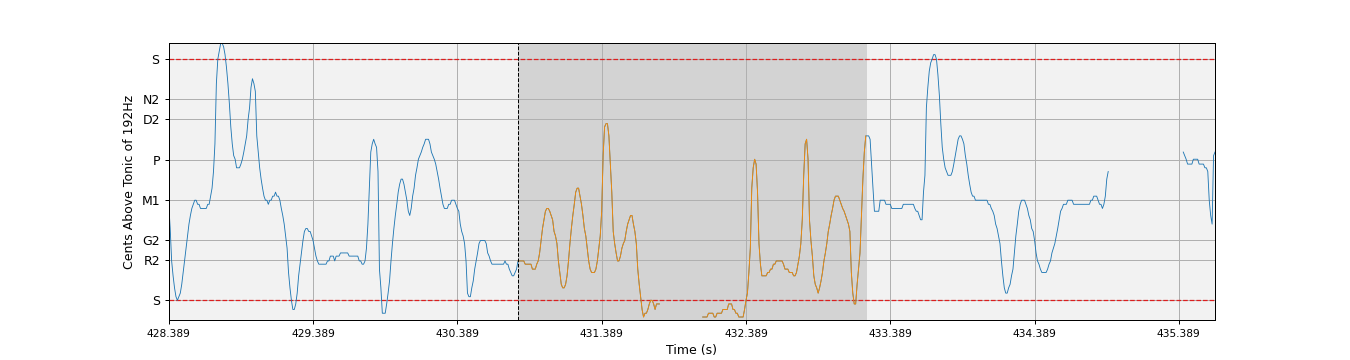 Cents Above Tonic of 192Hz
S
N2
D2
P
M1
G2
R2
S
428.389 429.389 430.389 431.389 432.389 433.389 434.389 435.389
Time (s)